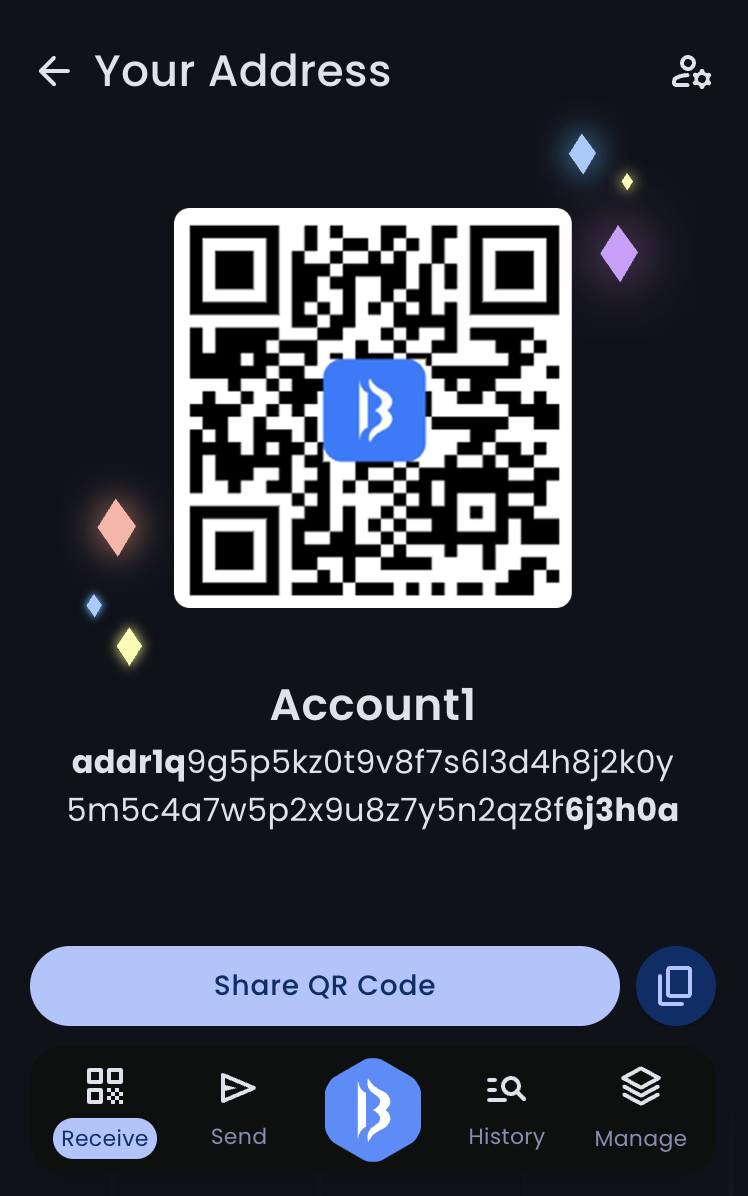 Your Address
Account1
addr1q9g5p5kz0t9v8f7s6l3d4h8j2k0y
5m5c4a7w5p2x9u8z7y5n2qz8f6j3h0a
Share QR Code
Receive
Send
History
Manage